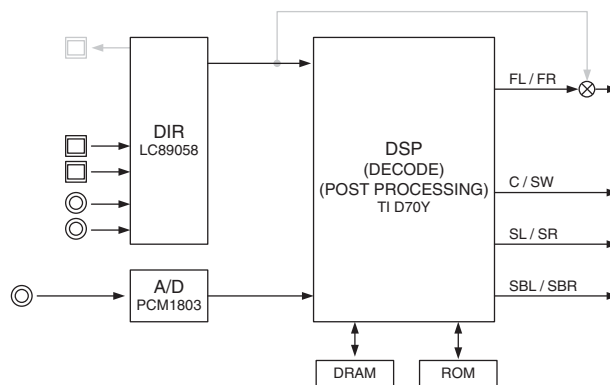 DIR
LC89058
A/D
PCM1803
DSP
(DECODE)
(POST PROCESSING)
TI D70Y
FL / FR
C / SW
SL / SR
SBL / SBR
DRAM
ROM